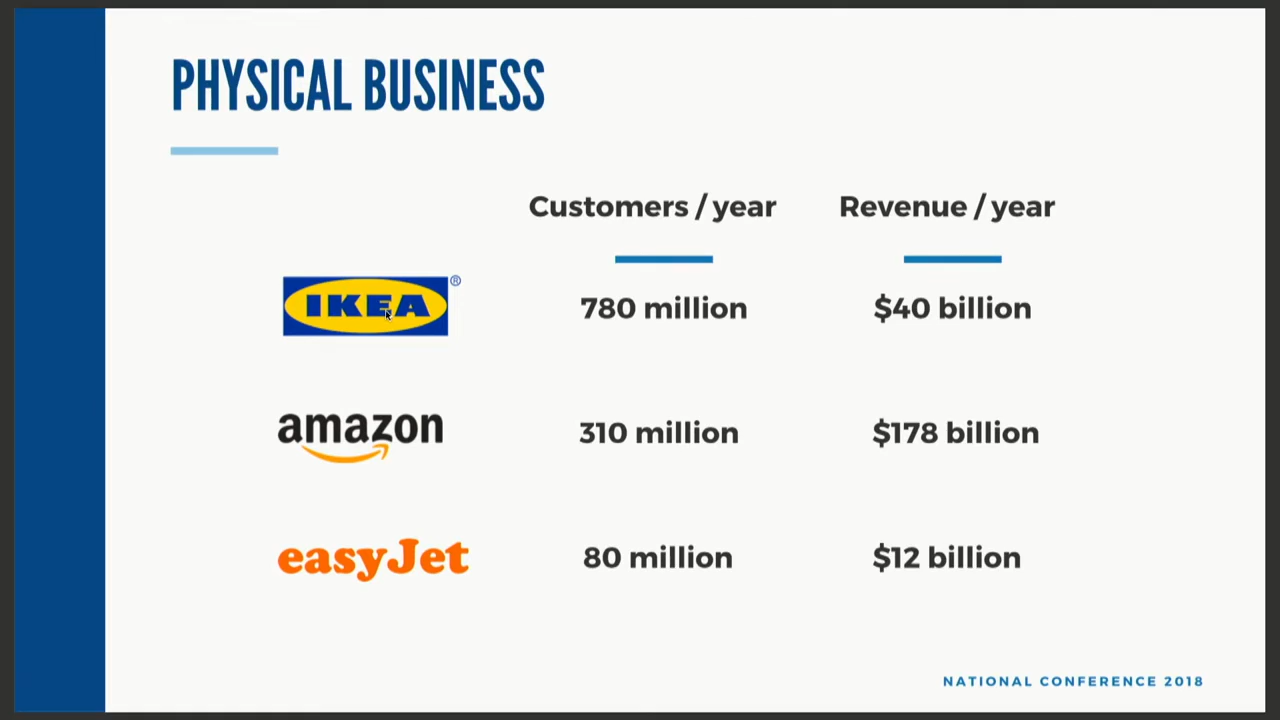 PHYSICAL BUSINESS
Customers / year Revenue / year
IKEA ® 780 million $40 billion
amazon 310 million $178 billion
easyJet 80 million $12 billion
NATIONAL CONFERENCE 2018